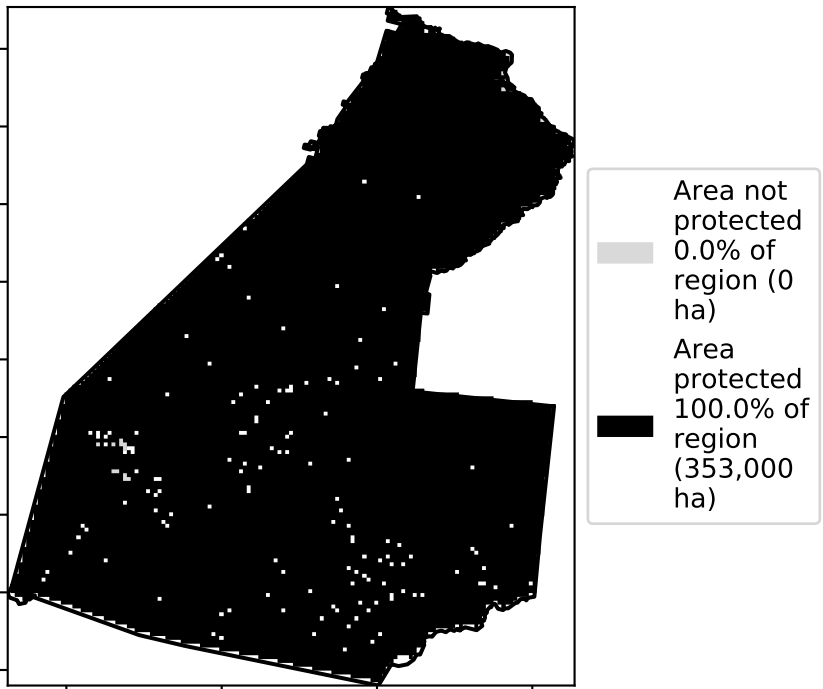 Area not
protected
0.0% of
region (0
ha)
Area
protected
100.0% of
region
(353,000
ha)